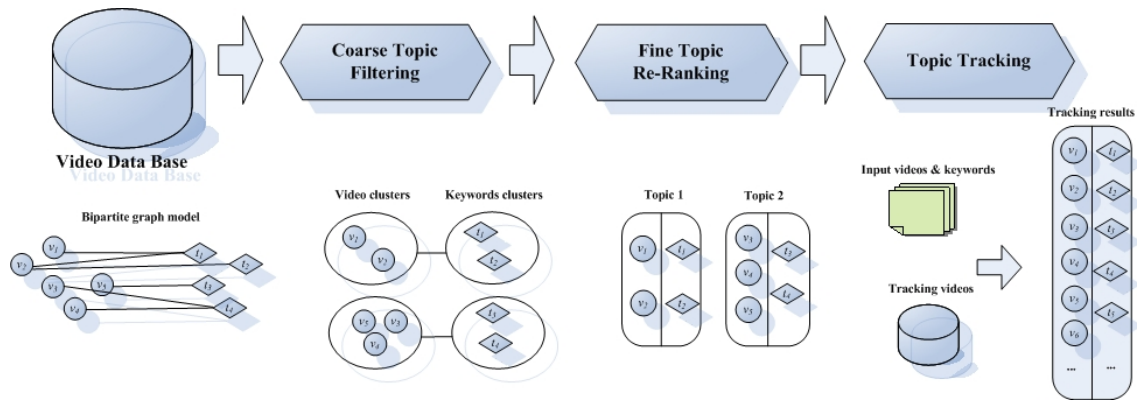 Coarse Topic
Filtering
Fine Topic
Re-Ranking
Topic Tracking
Video Data Base
Video Data Base
Bipartite graph model
v1
v2
v3
v5
v4
t1
t2
t3
t4
Video clusters
Keywords clusters
v1
v2
t1
t2
v5
v3
v4
t3
t4
Topic 1
Topic 2
v1
t1
v2
t2
v3
t3
v4
t4
v3
Input videos & keywords
Tracking videos
Tracking results
v1
t1
v2
t2
v3
t3
v4
t4
v5
t5
v6
... ...